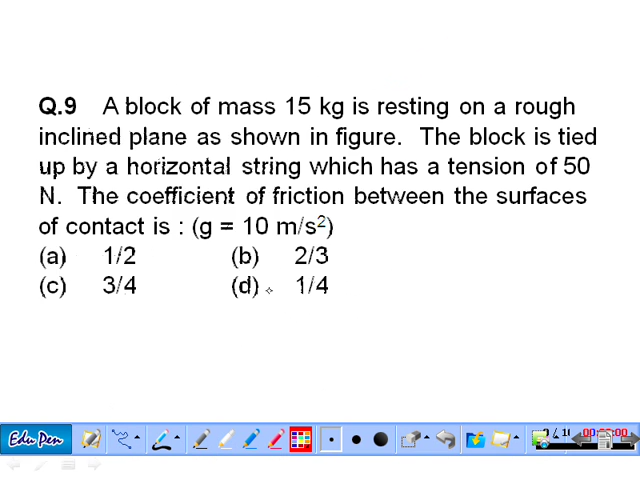 Q.9 A block of mass 15 kg is resting on a rough
inclined plane as shown in figure. The block is tied
up by a horizontal string which has a tension of 50
N. The coefficient of friction between the surfaces
of contact is : (g = 10 m/s²)
(a) 1/2 (b) 2/3
(c) 3/4 (d) 1/4
Edu Pen